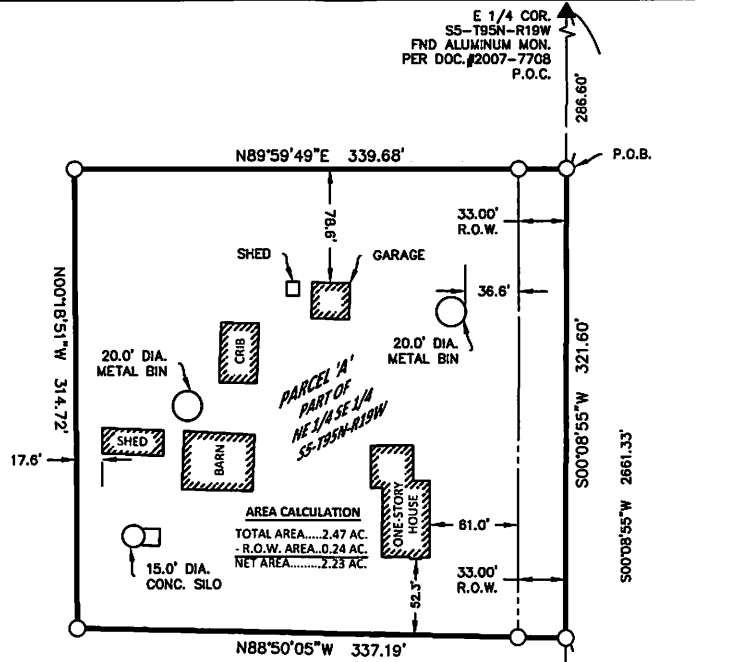 E 1/4 COR.
S5-T95N-R19W
FND ALUMINUM MON.
PER DOC.#2007-7708
P.O.C.
286.60'
N89°59'49"E 339.68'
P.O.B.
33.00'
R.O.W.
78.6'
SHED
GARAGE
36.6'
20.0' DIA.
METAL BIN
CRIB
20.0' DIA.
METAL BIN
N00°18'51"W 314.72'
PARCEL 'A'
PART OF
NE 1/4 SE 1/4
S5-T95N-R19W
S00°08'55"W 321.60'
S00°08'55"W 2661.33'
SHED
BARN
17.6'
ONE-STORY
HOUSE
61.0'
AREA CALCULATION
TOTAL AREA.....2.47 AC.
- R.O.W. AREA..0.24 AC.
NET AREA.........2.23 AC.
15.0' DIA.
CONC. SILO
52.3'
33.00'
R.O.W.
N88°50'05"W 337.19'